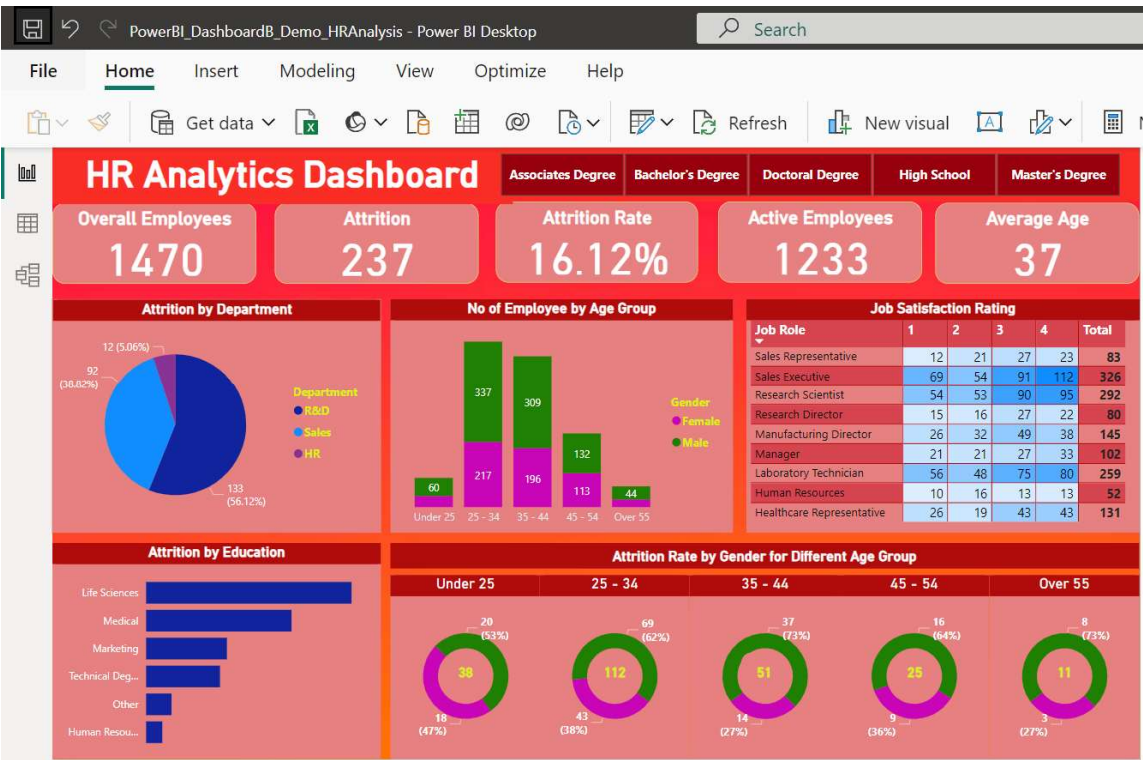 PowerBI_DashboardB_Demo_HRAnalysis - Power BI Desktop
Search
File Home Insert Modeling View Optimize Help
Get data Refresh New visual A
HR Analytics Dashboard
Associates Degree Bachelor's Degree Doctoral Degree High School Master's Degree
Overall Employees
1470
Attrition
237
Attrition Rate
16.12%
Active Employees
1233
Average Age
37
Attrition by Department
12 (5.06%)
92
(38.82%)
133
(56.12%)
Department
R&D
Sales
HR
No of Employee by Age Group
60
337
217
309
196
132
113
44
Under 25 25 - 34 35 - 44 45 - 54 Over 55
Gender
Female
Male
Job Satisfaction Rating
Job Role 1 2 3 4 Total
Sales Representative 12 21 27 23 83
Sales Executive 69 54 91 112 326
Research Scientist 54 53 90 95 292
Research Director 15 16 27 22 80
Manufacturing Director 26 32 49 38 145
Manager 21 21 27 33 102
Laboratory Technician 56 48 75 80 259
Human Resources 10 16 13 13 52
Healthcare Representative 26 19 43 43 131
Attrition by Education
Life Sciences
Medical
Marketing
Technical Deg...
Other
Human Resou...
Attrition Rate by Gender for Different Age Group
Under 25
20
(53%)
38
18
(47%)
25 - 34
69
(62%)
112
43
(38%)
35 - 44
37
(73%)
51
14
(27%)
45 - 54
16
(64%)
25
9
(36%)
Over 55
8
(73%)
11
3
(27%)